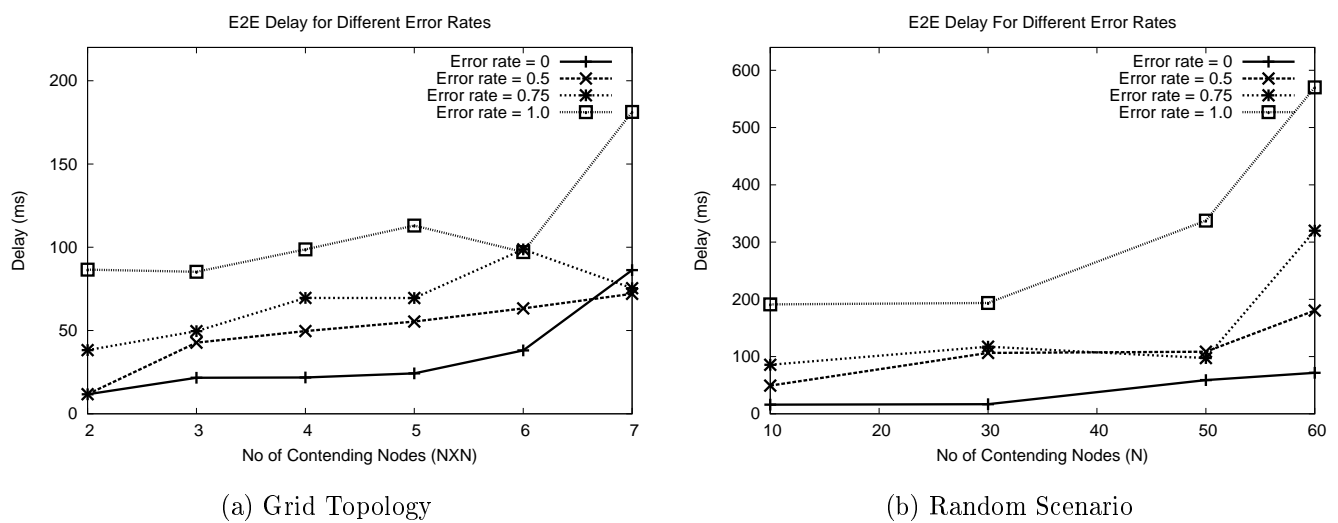 E2E Delay for Different Error Rates
Error rate = 0
Error rate = 0.5
Error rate = 0.75
Error rate = 1.0
200
150
100
50
0
Delay (ms)
2 3 4 5 6 7
No of Contending Nodes (NXN)
(a) Grid Topology
E2E Delay For Different Error Rates
Error rate = 0
Error rate = 0.5
Error rate = 0.75
Error rate = 1.0
600
500
400
300
200
100
0
Delay (ms)
10 20 30 40 50 60
No of Contending Nodes (N)
(b) Random Scenario